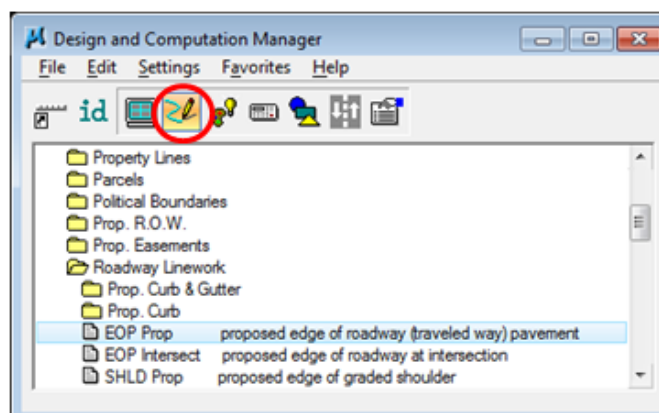 Design and Computation Manager
File Edit Settings Favorites Help
id
Property Lines
Parcels
Political Boundaries
Prop. R.O.W.
Prop. Easements
Roadway Linework
Prop. Curb & Gutter
Prop. Curb
EOP Prop proposed edge of roadway (traveled way) pavement
EOP Intersect proposed edge of roadway at intersection
SHLD Prop proposed edge of graded shoulder